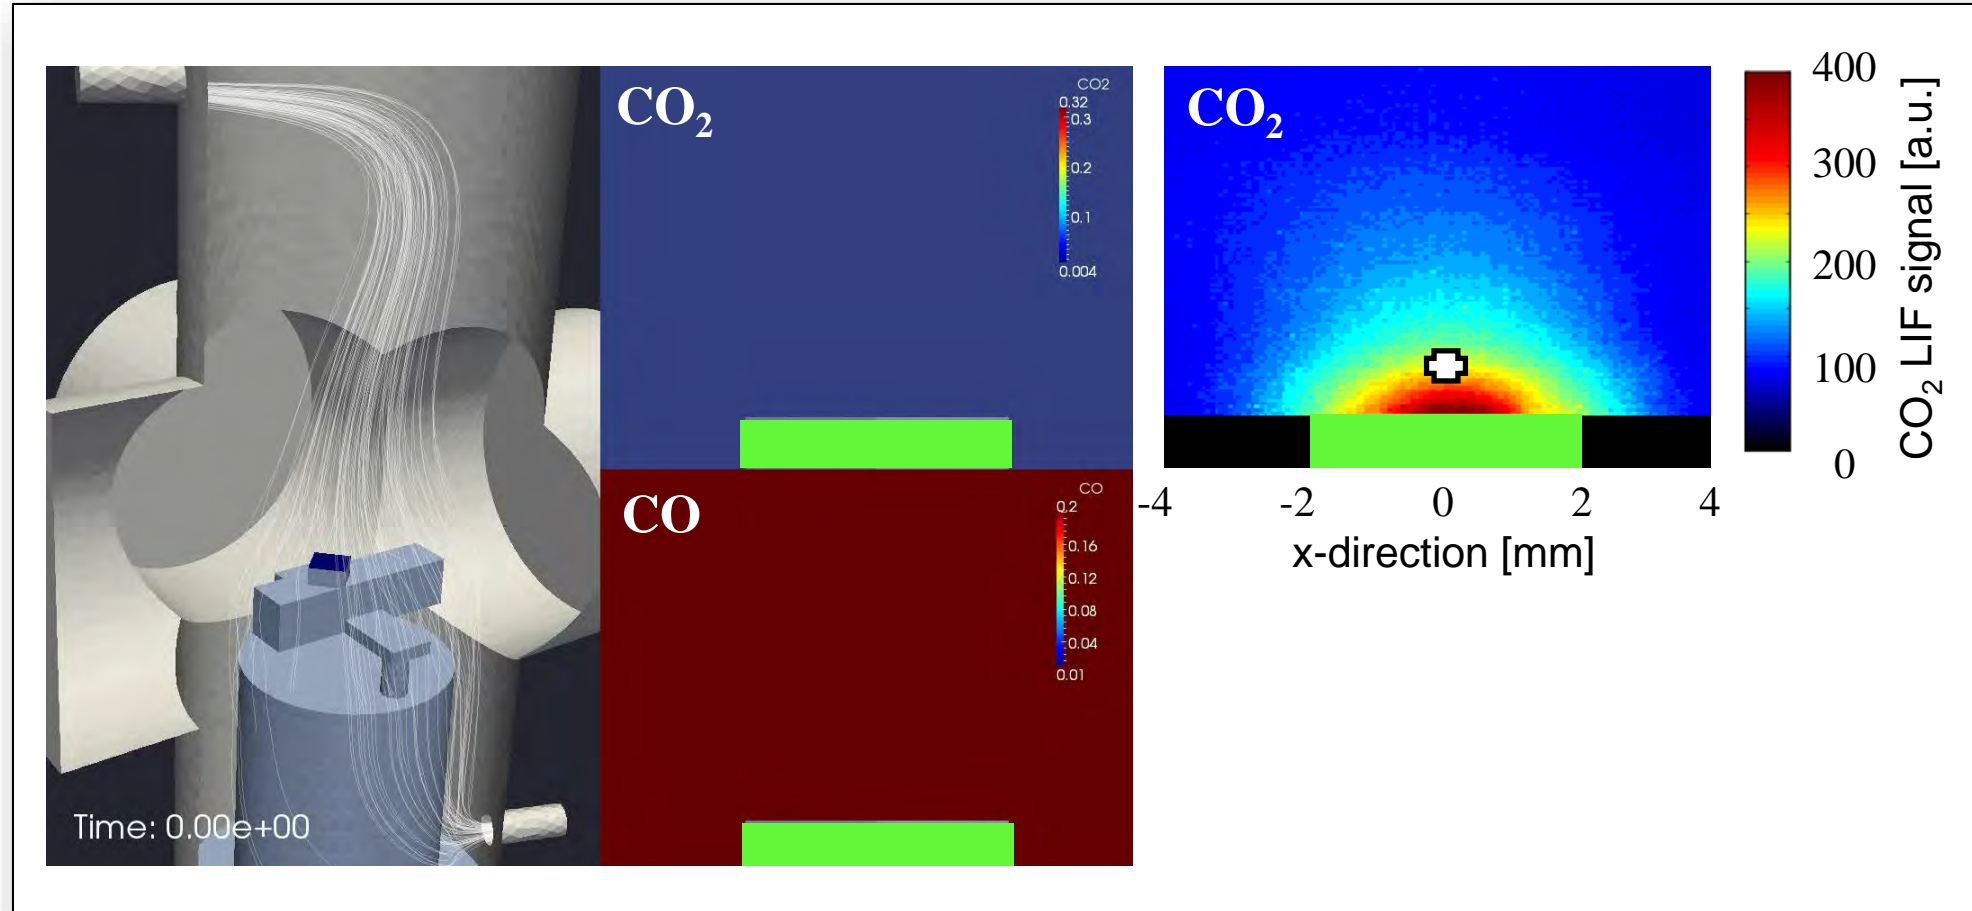 CO₂
CO2
0.32
0.3
0.2
0.1
0.004
CO
CO
0.2
0.16
0.12
0.08
0.04
0.01
Time: 0.00e+00
CO₂
400
300
200
100
0
CO₂ LIF signal [a.u.]
-4 -2 0 2 4
x-direction [mm]